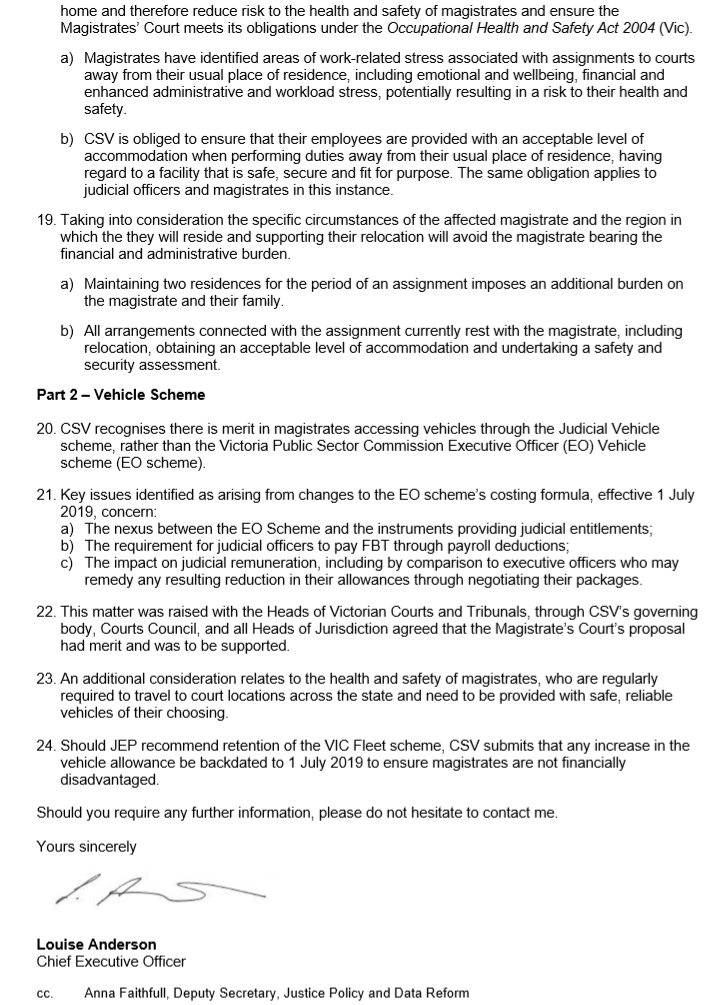 home and therefore reduce risk to the health and safety of magistrates and ensure the
Magistrates' Court meets its obligations under the Occupational Health and Safety Act 2004 (Vic).
a) Magistrates have identified areas of work-related stress associated with assignments to courts
away from their usual place of residence, including emotional and wellbeing, financial and
enhanced administrative and workload stress, potentially resulting in a risk to their health and
safety.
b) CSV is obliged to ensure that their employees are provided with an acceptable level of
accommodation when performing duties away from their usual place of residence, having
regard to a facility that is safe, secure and fit for purpose. The same obligation applies to
judicial officers and magistrates in this instance.
19. Taking into consideration the specific circumstances of the affected magistrate and the region in
which the they will reside and supporting their relocation will avoid the magistrate bearing the
financial and administrative burden.
a) Maintaining two residences for the period of an assignment imposes an additional burden on
the magistrate and their family.
b) All arrangements connected with the assignment currently rest with the magistrate, including
relocation, obtaining an acceptable level of accommodation and undertaking a safety and
security assessment.
Part 2 – Vehicle Scheme
20. CSV recognises there is merit in magistrates accessing vehicles through the Judicial Vehicle
scheme, rather than the Victoria Public Sector Commission Executive Officer (EO) Vehicle
scheme (EO scheme).
21. Key issues identified as arising from changes to the EO scheme's costing formula, effective 1 July
2019, concern:
a) The nexus between the EO Scheme and the instruments providing judicial entitlements;
b) The requirement for judicial officers to pay FBT through payroll deductions;
c) The impact on judicial remuneration, including by comparison to executive officers who may
remedy any resulting reduction in their allowances through negotiating their packages.
22. This matter was raised with the Heads of Victorian Courts and Tribunals, through CSV's governing
body, Courts Council, and all Heads of Jurisdiction agreed that the Magistrate's Court's proposal
had merit and was to be supported.
23. An additional consideration relates to the health and safety of magistrates, who are regularly
required to travel to court locations across the state and need to be provided with safe, reliable
vehicles of their choosing.
24. Should JEP recommend retention of the VIC Fleet scheme, CSV submits that any increase in the
vehicle allowance be backdated to 1 July 2019 to ensure magistrates are not financially
disadvantaged.
Should you require any further information, please do not hesitate to contact me.
Yours sincerely
Louise Anderson
Chief Executive Officer
cc. Anna Faithfull, Deputy Secretary, Justice Policy and Data Reform